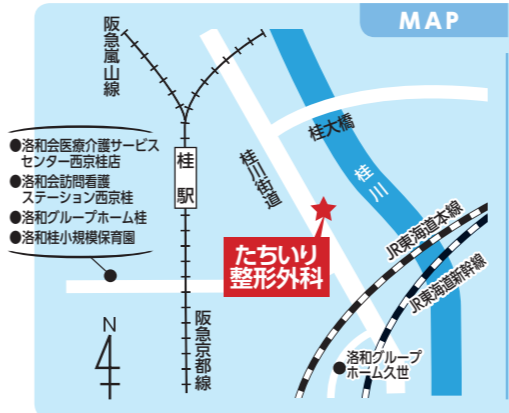 MAP
阪急嵐山線
桂大橋
桂川街道
桂川
桂駅
●洛和会医療介護サービス
センター西京桂店
●洛和会訪問看護
ステーション西京桂
●洛和グループホーム桂
●洛和桂小規模保育園
たちいり
整形外科
JR東海道本線
JR東海道新幹線
N
阪急京都線
洛和グループ
ホーム久世